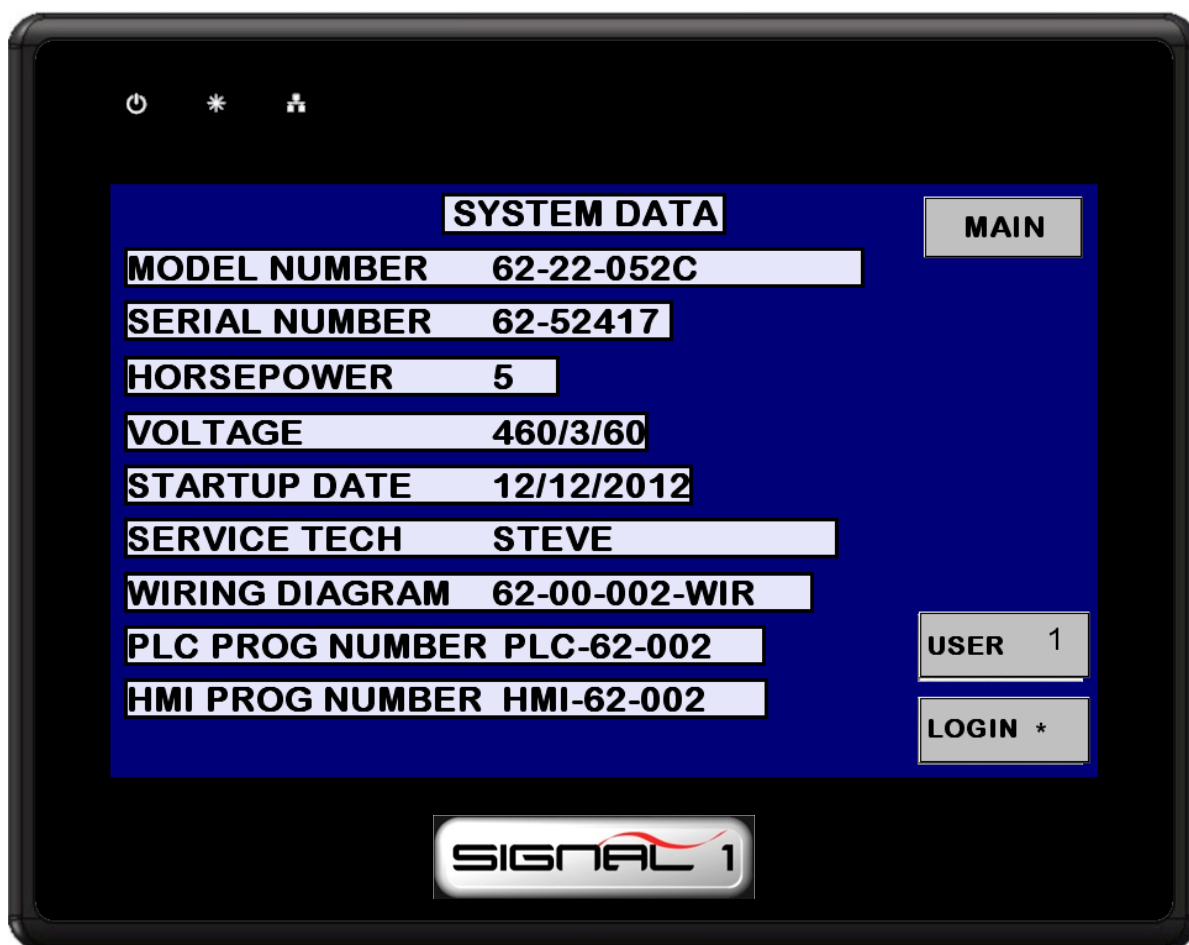 SYSTEM DATA
MAIN
MODEL NUMBER 62-22-052C
SERIAL NUMBER 62-52417
HORSEPOWER 5
VOLTAGE 460/3/60
STARTUP DATE 12/12/2012
SERVICE TECH STEVE
WIRING DIAGRAM 62-00-002-WIR
PLC PROG NUMBER PLC-62-002
USER 1
HMI PROG NUMBER HMI-62-002
LOGIN *
SIGNAL 1